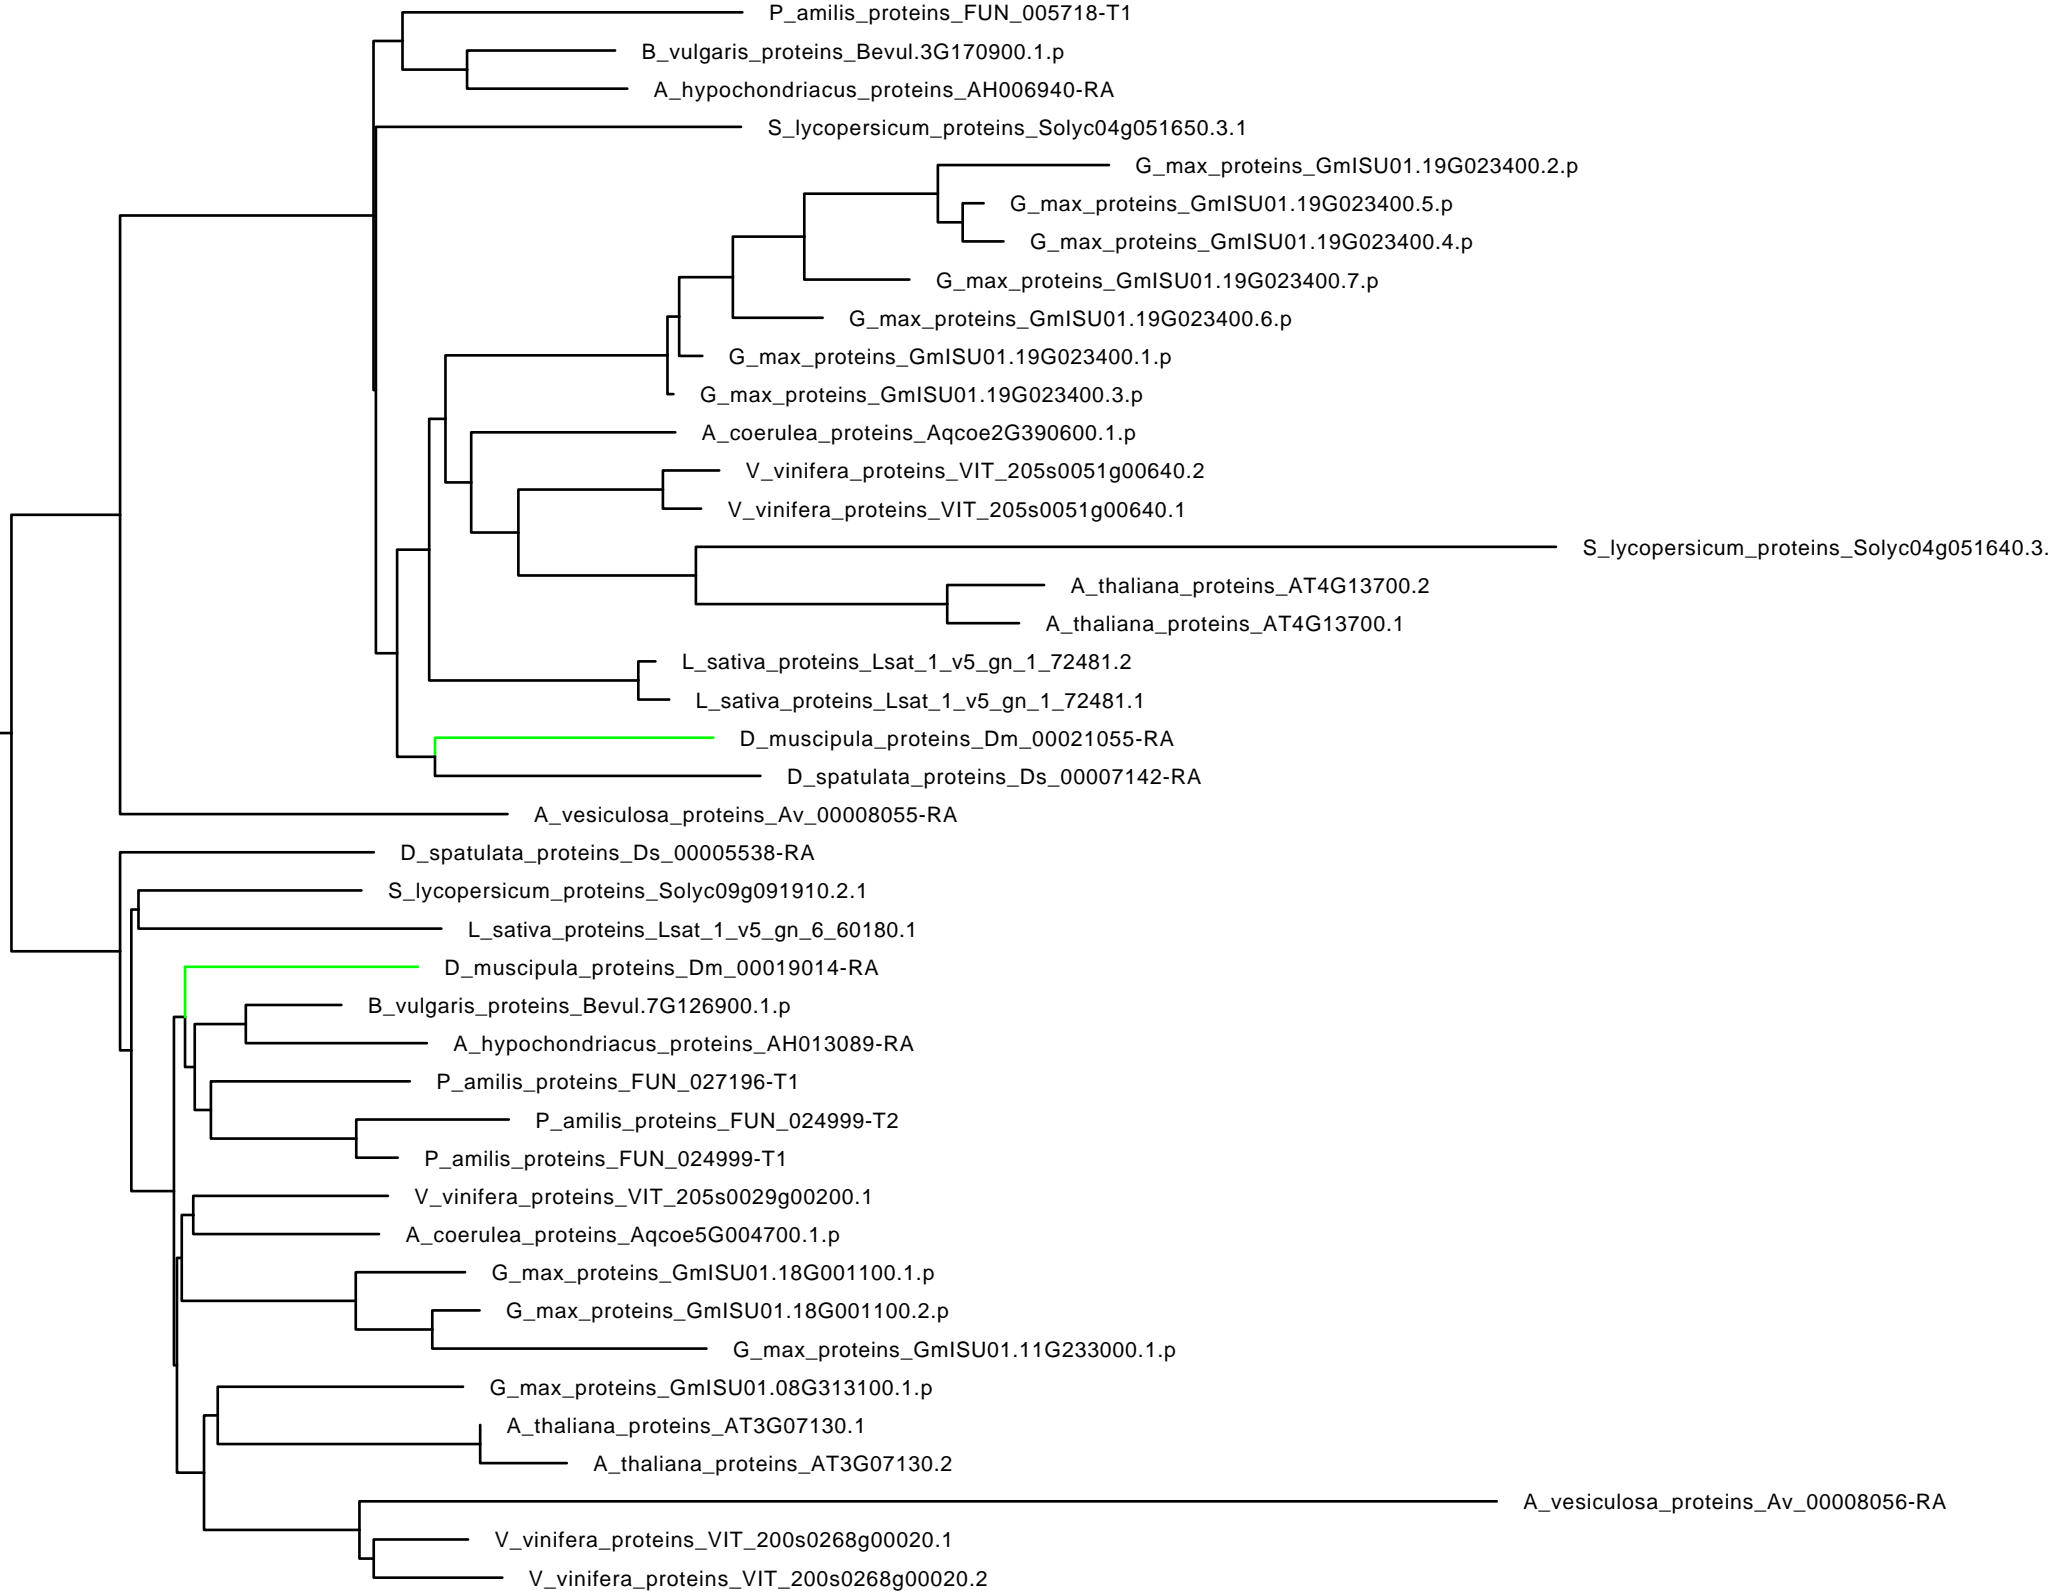 P_amilis_proteins_FUN_005718-T1
B_vulgaris_proteins_Bevul.3G170900.1.p
A_hypochondriacus_proteins_AH006940-RA
S_lycopersicum_proteins_Solyc04g051650.3.1
G_max_proteins_GmISU01.19G023400.2.p
G_max_proteins_GmISU01.19G023400.5.p
G_max_proteins_GmISU01.19G023400.4.p
G_max_proteins_GmISU01.19G023400.7.p
G_max_proteins_GmISU01.19G023400.6.p
G_max_proteins_GmISU01.19G023400.1.p
G_max_proteins_GmISU01.19G023400.3.p
A_coerulea_proteins_Aqcoe2G390600.1.p
V_vinifera_proteins_VIT_205s0051g00640.2
V_vinifera_proteins_VIT_205s0051g00640.1
S_lycopersicum_proteins_Solyc04g051640.3.
A_thaliana_proteins_AT4G13700.2
A_thaliana_proteins_AT4G13700.1
L_sativa_proteins_Lsat_1_v5_gn_1_72481.2
L_sativa_proteins_Lsat_1_v5_gn_1_72481.1
D_muscipula_proteins_Dm_00021055-RA
D_spatulata_proteins_Ds_00007142-RA
A_vesiculosa_proteins_Av_00008055-RA
D_spatulata_proteins_Ds_00005538-RA
S_lycopersicum_proteins_Solyc09g091910.2.1
L_sativa_proteins_Lsat_1_v5_gn_6_60180.1
D_muscipula_proteins_Dm_00019014-RA
B_vulgaris_proteins_Bevul.7G126900.1.p
A_hypochondriacus_proteins_AH013089-RA
P_amilis_proteins_FUN_027196-T1
P_amilis_proteins_FUN_024999-T2
P_amilis_proteins_FUN_024999-T1
V_vinifera_proteins_VIT_205s0029g00200.1
A_coerulea_proteins_Aqcoe5G004700.1.p
G_max_proteins_GmISU01.18G001100.1.p
G_max_proteins_GmISU01.18G001100.2.p
G_max_proteins_GmISU01.11G233000.1.p
G_max_proteins_GmISU01.08G313100.1.p
A_thaliana_proteins_AT3G07130.1
A_thaliana_proteins_AT3G07130.2
A_vesiculosa_proteins_Av_00008056-RA
V_vinifera_proteins_VIT_200s0268g00020.1
V_vinifera_proteins_VIT_200s0268g00020.2